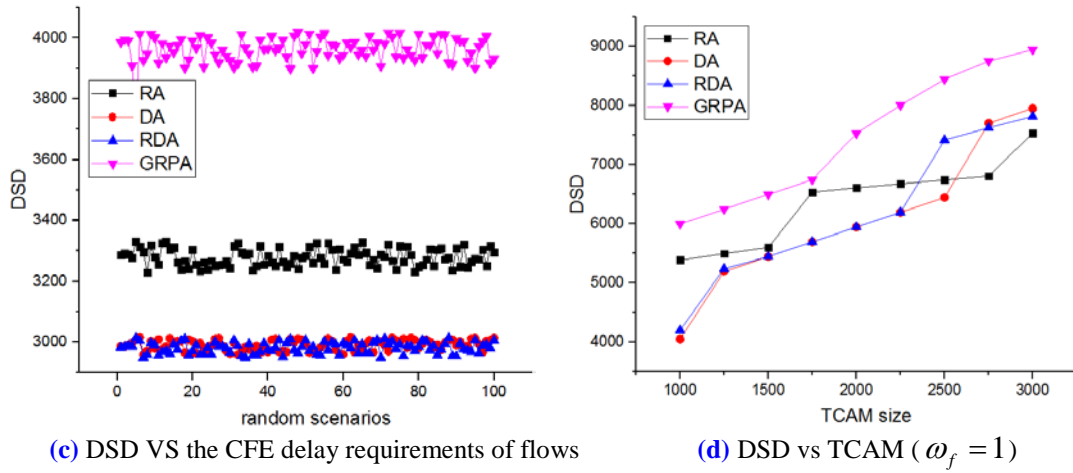 4000
3800
3600
3400
3200
3000
DSD
RA
DA
RDA
GRPA
0
20
40
60
80
100
random scenarios
(c) DSD VS the CFE delay requirements of flows
9000
8000
7000
6000
5000
4000
DSD
RA
DA
RDA
GRPA
1000
1500
2000
2500
3000
TCAM size
(d) DSD vs TCAM ( ω_f = 1 )